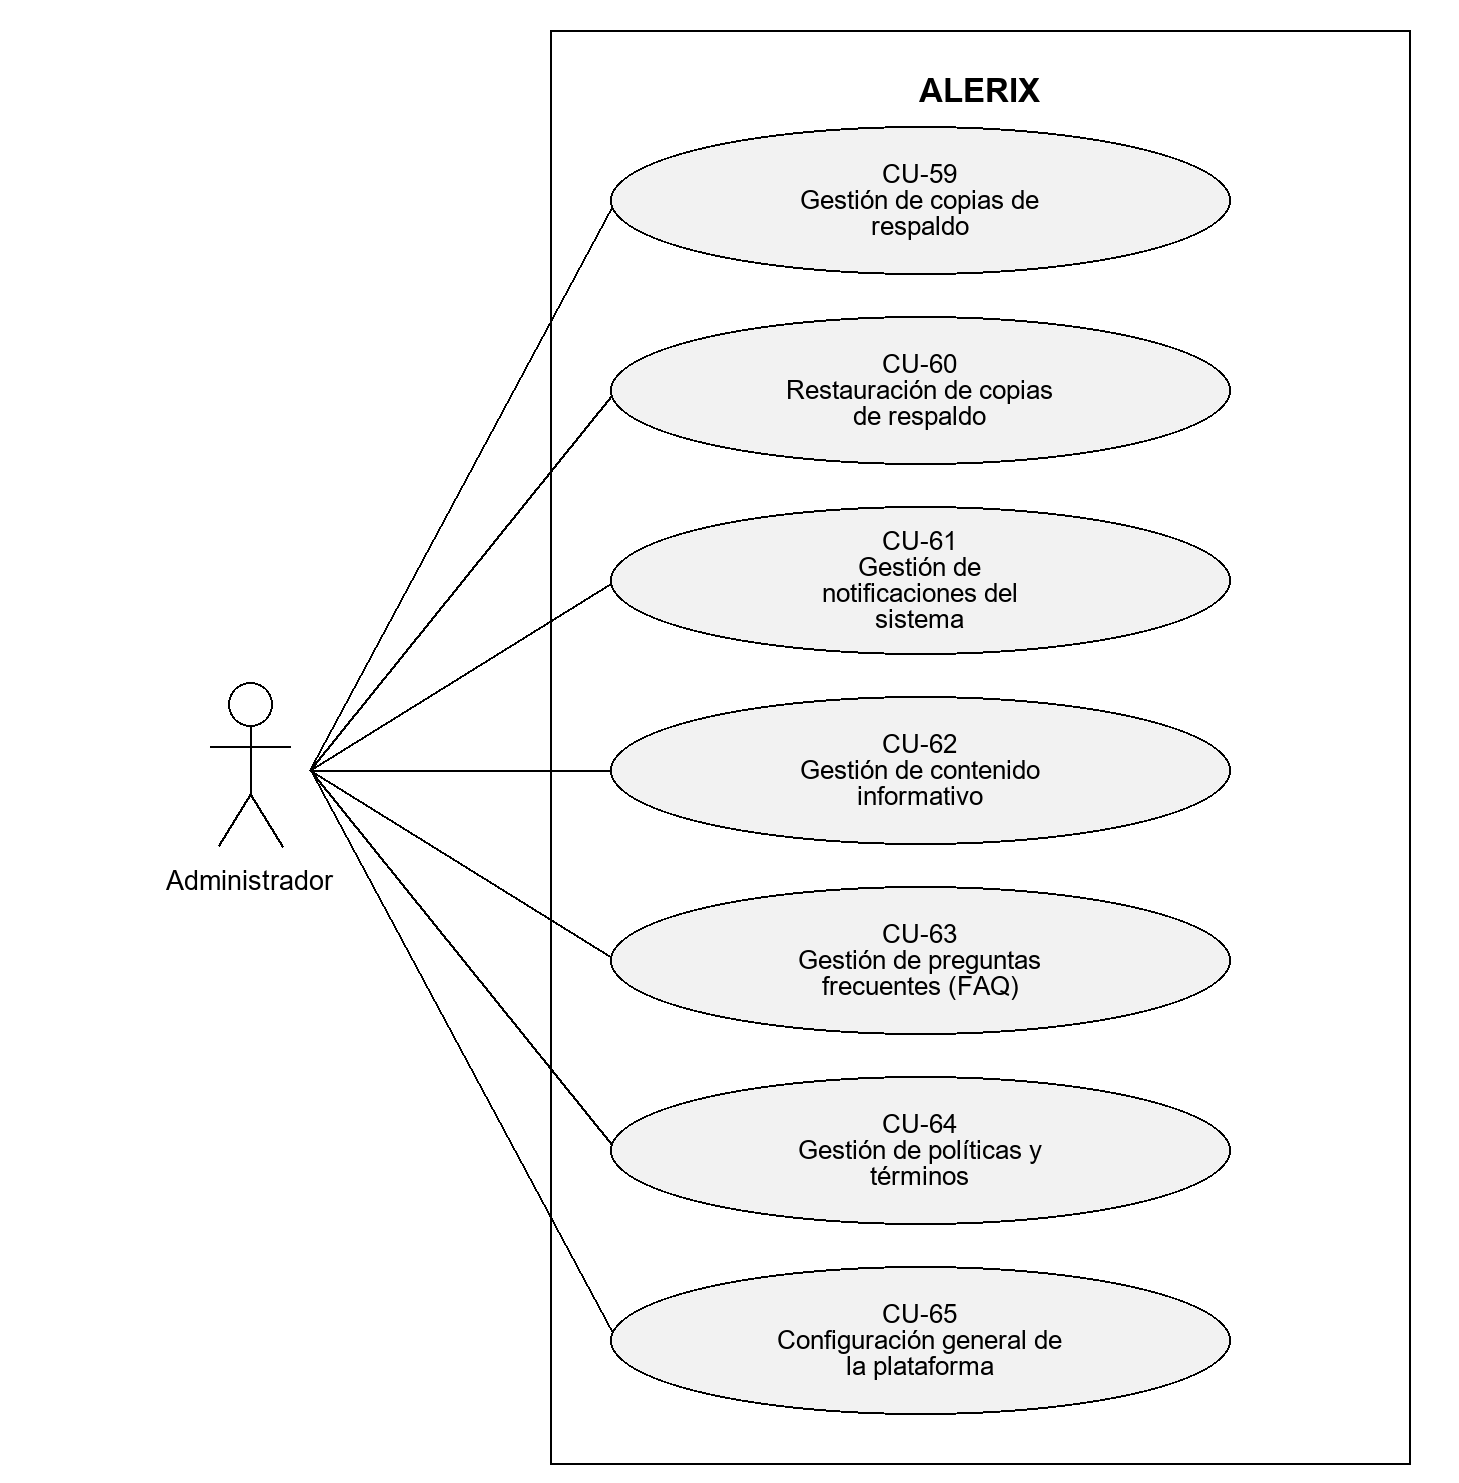 ALERIX
CU-59
Gestión de copias de
respaldo
CU-60
Restauración de copias
de respaldo
CU-61
Gestión de
notificaciones del
sistema
CU-62
Gestión de contenido
informativo
Administrador
CU-63
Gestión de preguntas
frecuentes (FAQ)
CU-64
Gestión de políticas y
términos
CU-65
Configuración general de
la plataforma